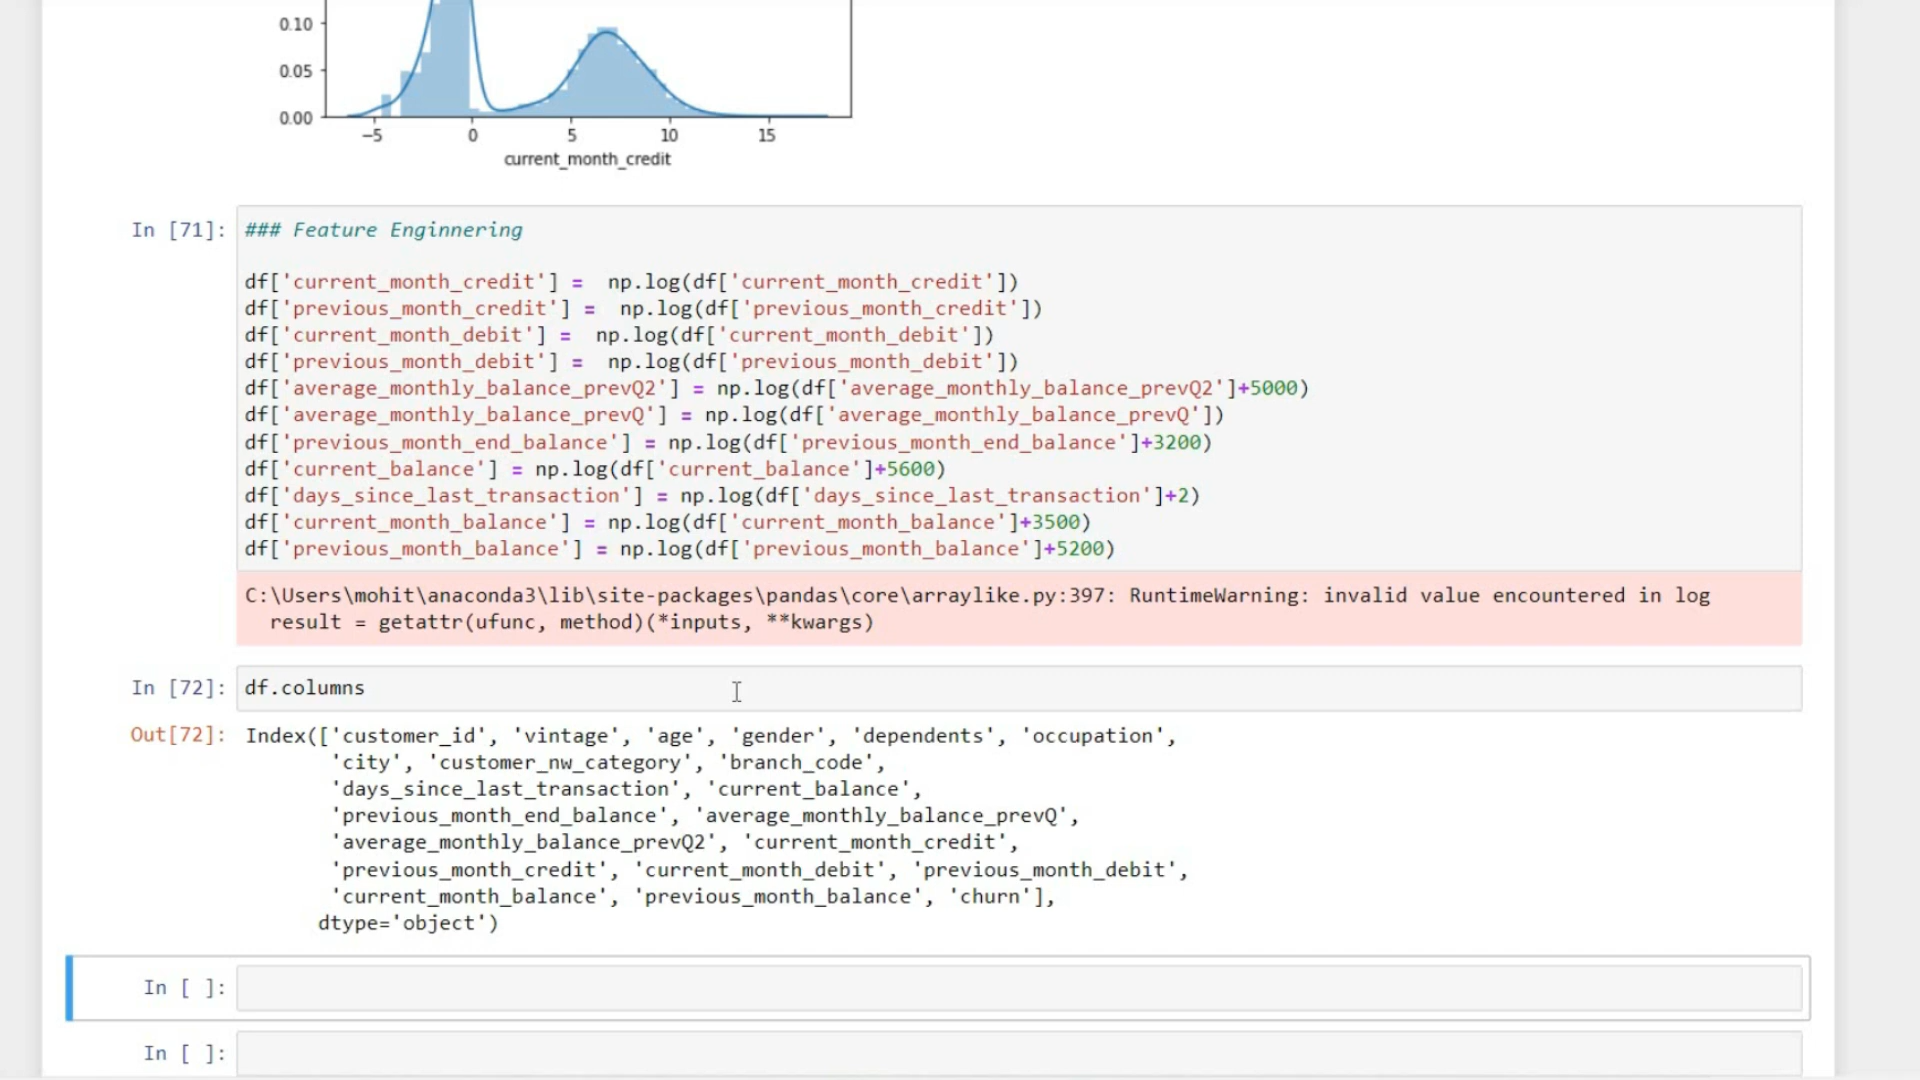 0.10
0.05
0.00
−5 0 5 10 15
current_month_credit
In [71]: ### Feature Enginnering
df['current_month_credit'] =  np.log(df['current_month_credit'])
df['previous_month_credit'] =  np.log(df['previous_month_credit'])
df['current_month_debit'] =  np.log(df['current_month_debit'])
df['previous_month_debit'] =  np.log(df['previous_month_debit'])
df['average_monthly_balance_prevQ2'] = np.log(df['average_monthly_balance_prevQ2']+5000)
df['average_monthly_balance_prevQ'] = np.log(df['average_monthly_balance_prevQ'])
df['previous_month_end_balance'] = np.log(df['previous_month_end_balance']+3200)
df['current_balance'] = np.log(df['current_balance']+5600)
df['days_since_last_transaction'] = np.log(df['days_since_last_transaction']+2)
df['current_month_balance'] = np.log(df['current_month_balance']+3500)
df['previous_month_balance'] = np.log(df['previous_month_balance']+5200)
C:\Users\mohit\anaconda3\lib\site-packages\pandas\core\arraylike.py:397: RuntimeWarning: invalid value encountered in log
result = getattr(ufunc, method)(*inputs, **kwargs)
In [72]: df.columns
Out[72]: Index(['customer_id', 'vintage', 'age', 'gender', 'dependents', 'occupation',
'city', 'customer_nw_category', 'branch_code',
'days_since_last_transaction', 'current_balance',
'previous_month_end_balance', 'average_monthly_balance_prevQ',
'average_monthly_balance_prevQ2', 'current_month_credit',
'previous_month_credit', 'current_month_debit', 'previous_month_debit',
'current_month_balance', 'previous_month_balance', 'churn'],
dtype='object')
In [ ]:
In [ ]: